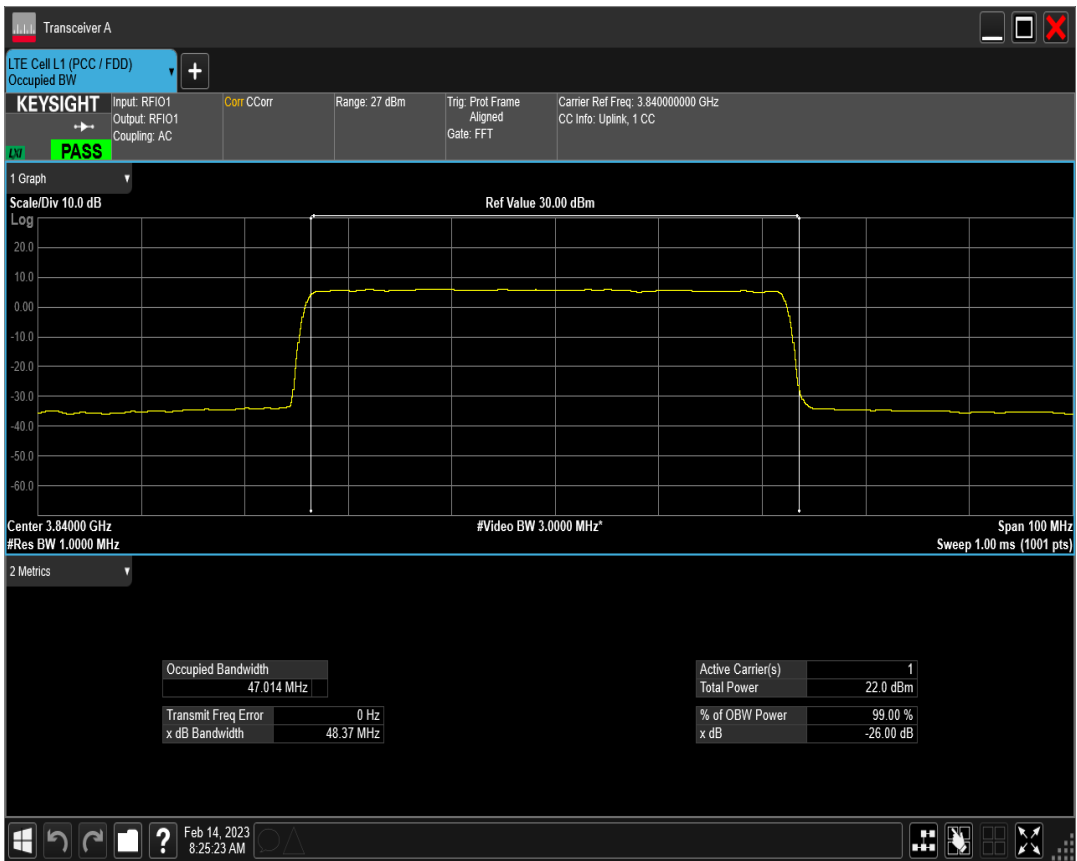 Transceiver A
LTE Cell L1 (PCC / FDD)
Occupied BW
+
KEYSIGHT
LXI
PASS
Input: RFIO1
Output: RFIO1
Coupling: AC
Corr CCorr
Range: 27 dBm
Trig: Prot Frame
Aligned
Gate: FFT
Carrier Ref Freq: 3.840000000 GHz
CC Info: Uplink, 1 CC
1 Graph
Scale/Div 10.0 dB
Ref Value 30.00 dBm
Log
20.0
10.0
0.00
-10.0
-20.0
-30.0
-40.0
-50.0
-60.0
Center 3.84000 GHz
#Video BW 3.0000 MHz*
Span 100 MHz
#Res BW 1.0000 MHz
Sweep 1.00 ms (1001 pts)
2 Metrics
Occupied Bandwidth
47.014 MHz
Active Carrier(s) 1
Total Power 22.0 dBm
Transmit Freq Error 0 Hz
x dB Bandwidth 48.37 MHz
% of OBW Power 99.00 %
x dB -26.00 dB
?
Feb 14, 2023
8:25:23 AM